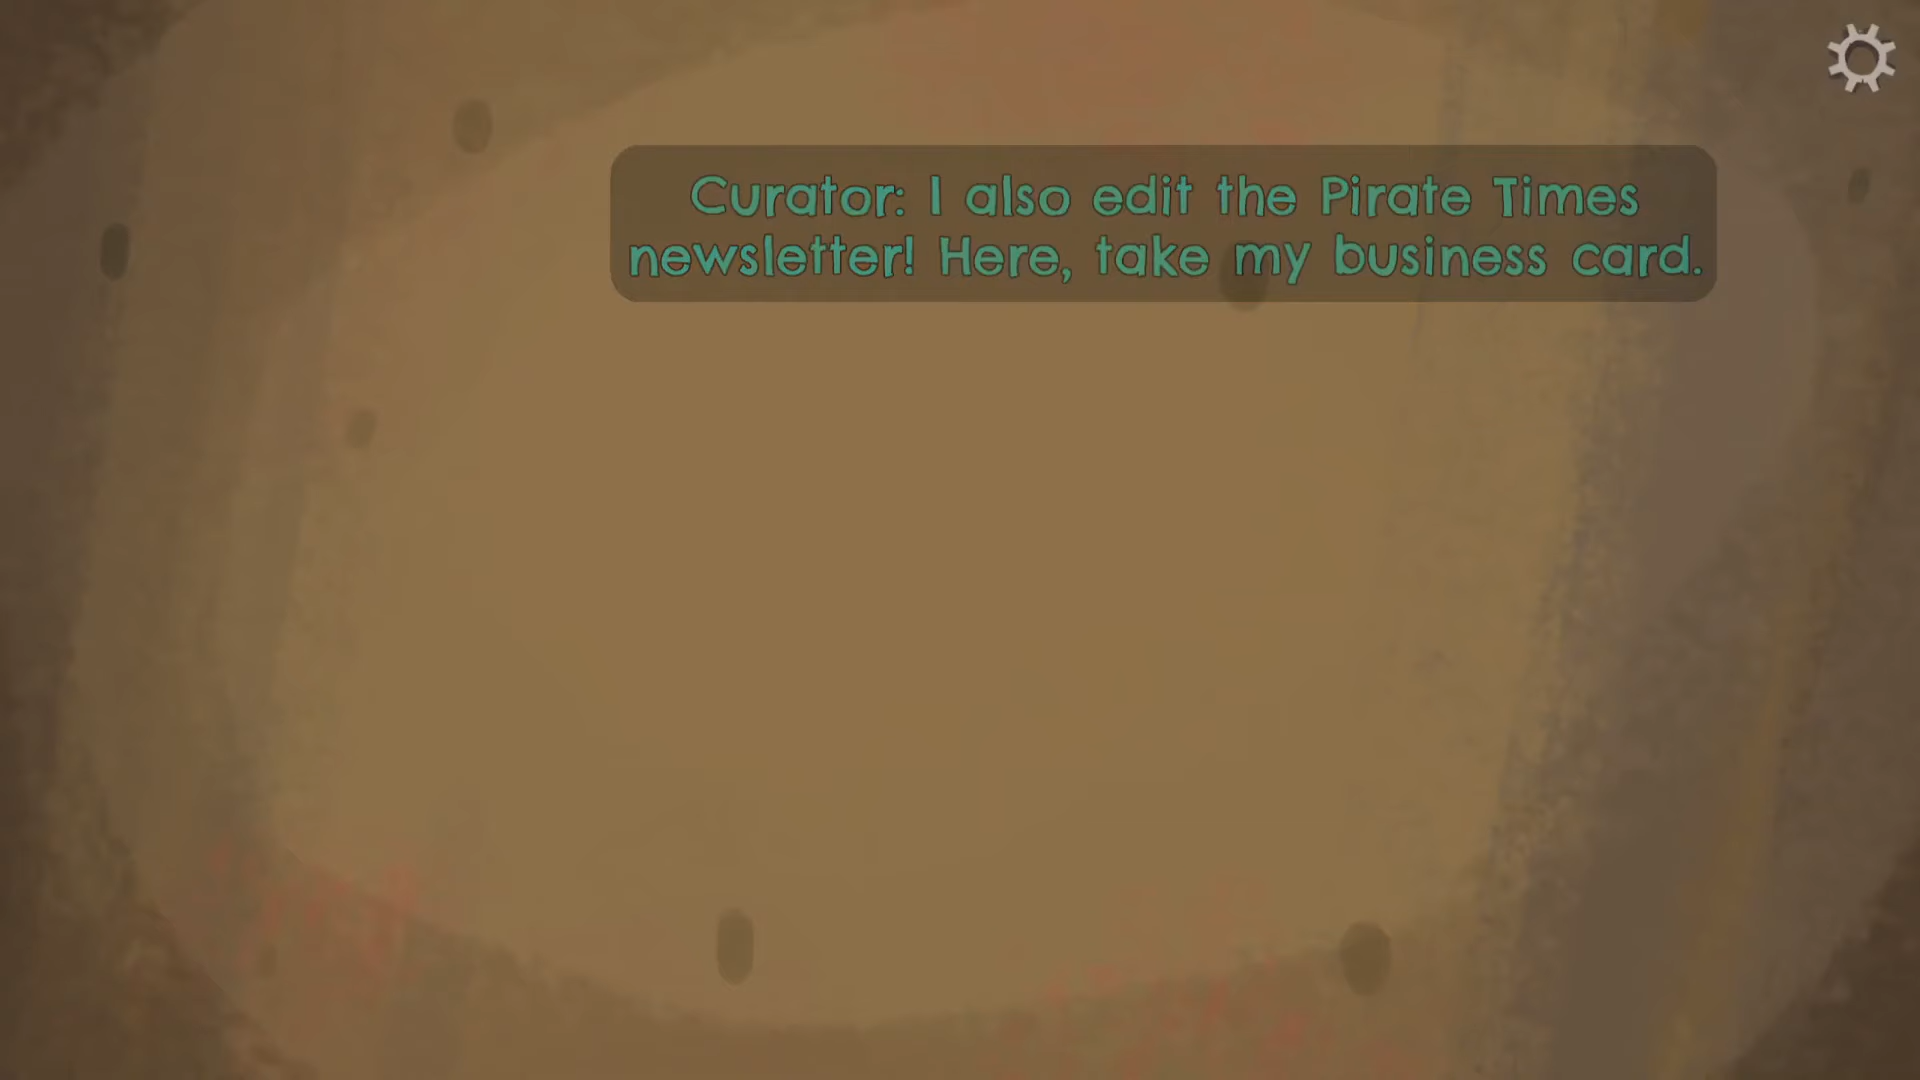 Curator: I also edit the Pirate Times
newsletter! Here, take my business card.